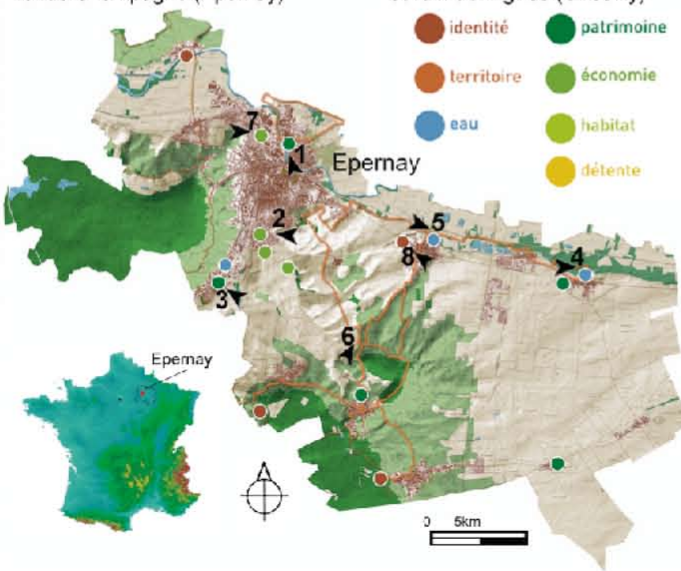 identité
patrimoine
territoire
économie
eau
habitat
détente
7
1
Epernay
2
5
8
4
3
6
Epernay
0 5km